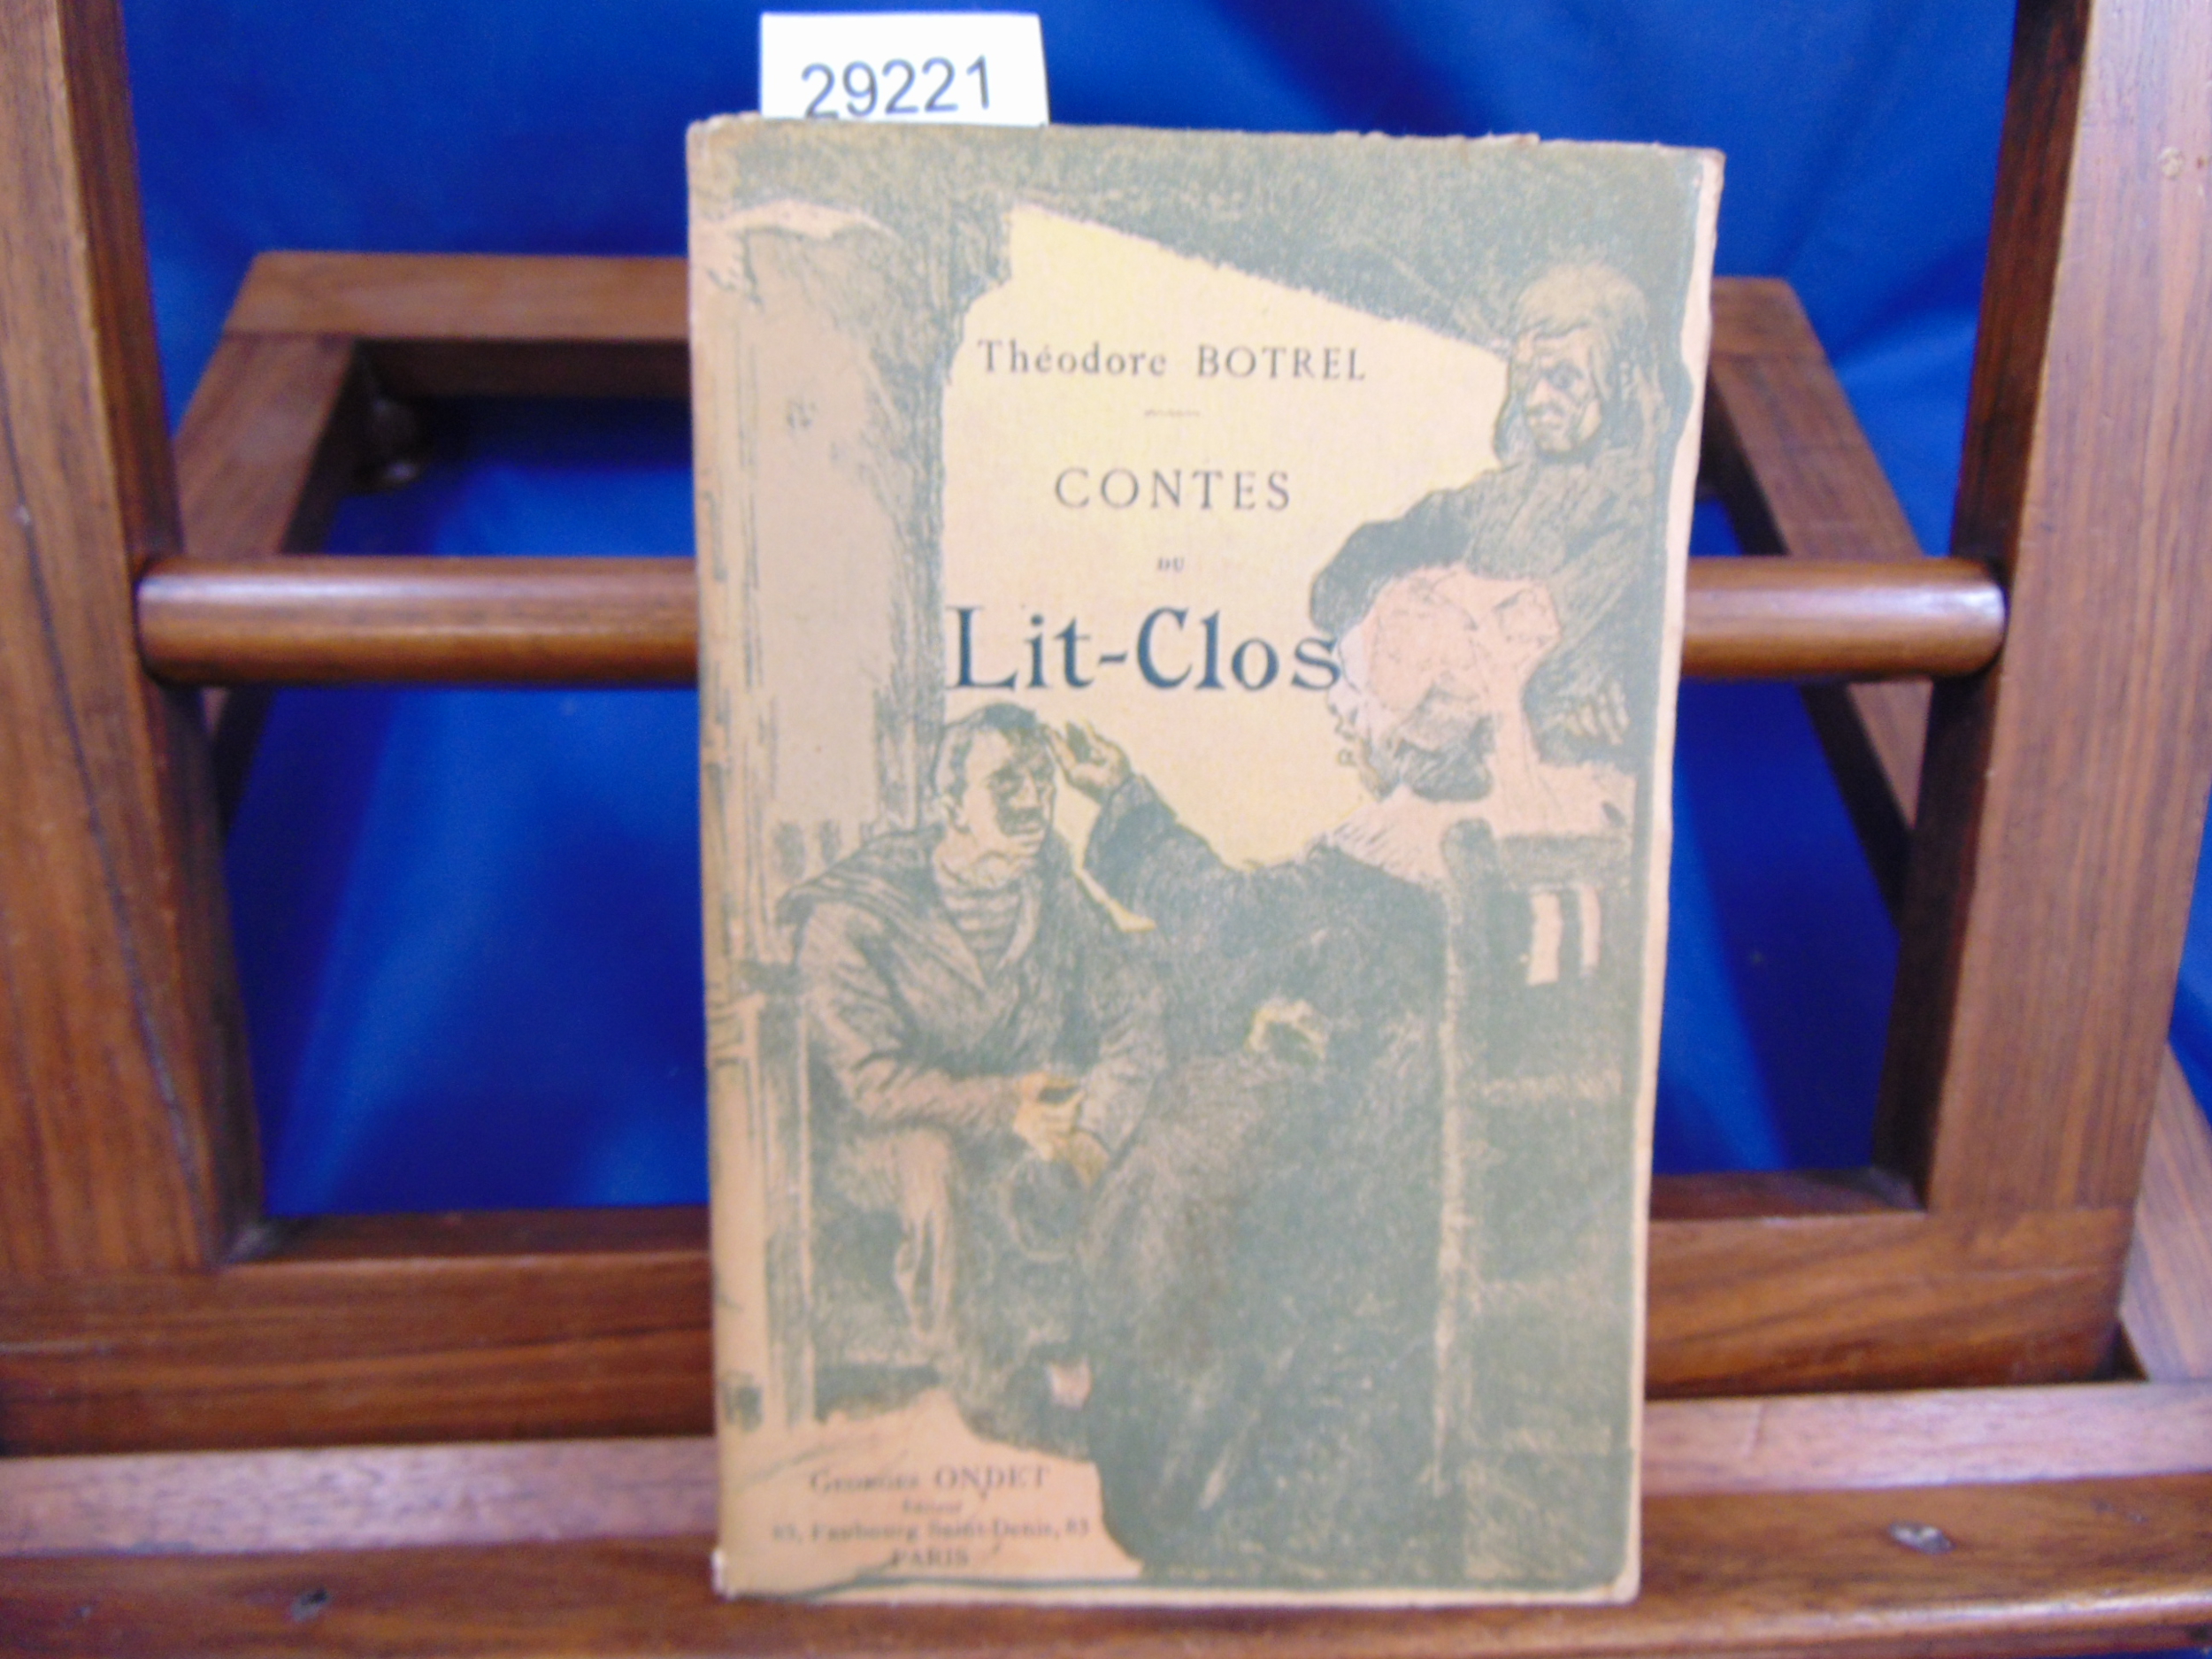 29221
Théodore BOTREL
CONTES
DU
Lit-Clos
GEORGES ONDET
Éditeur
83, Faubourg Saint-Denis, 83
PARIS